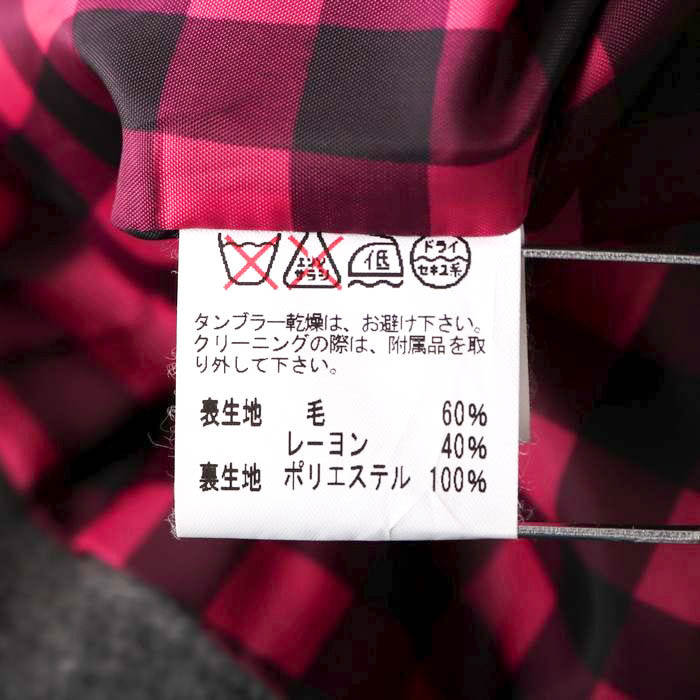 エンソ サラシ
低
ドライ
セキユ系
タンブラー乾燥は、お避け下さい。
クリーニングの際は、附属品を取
り外して下さい。
表生地 毛 60%
レーヨン 40%
裏生地 ポリエステル 100%